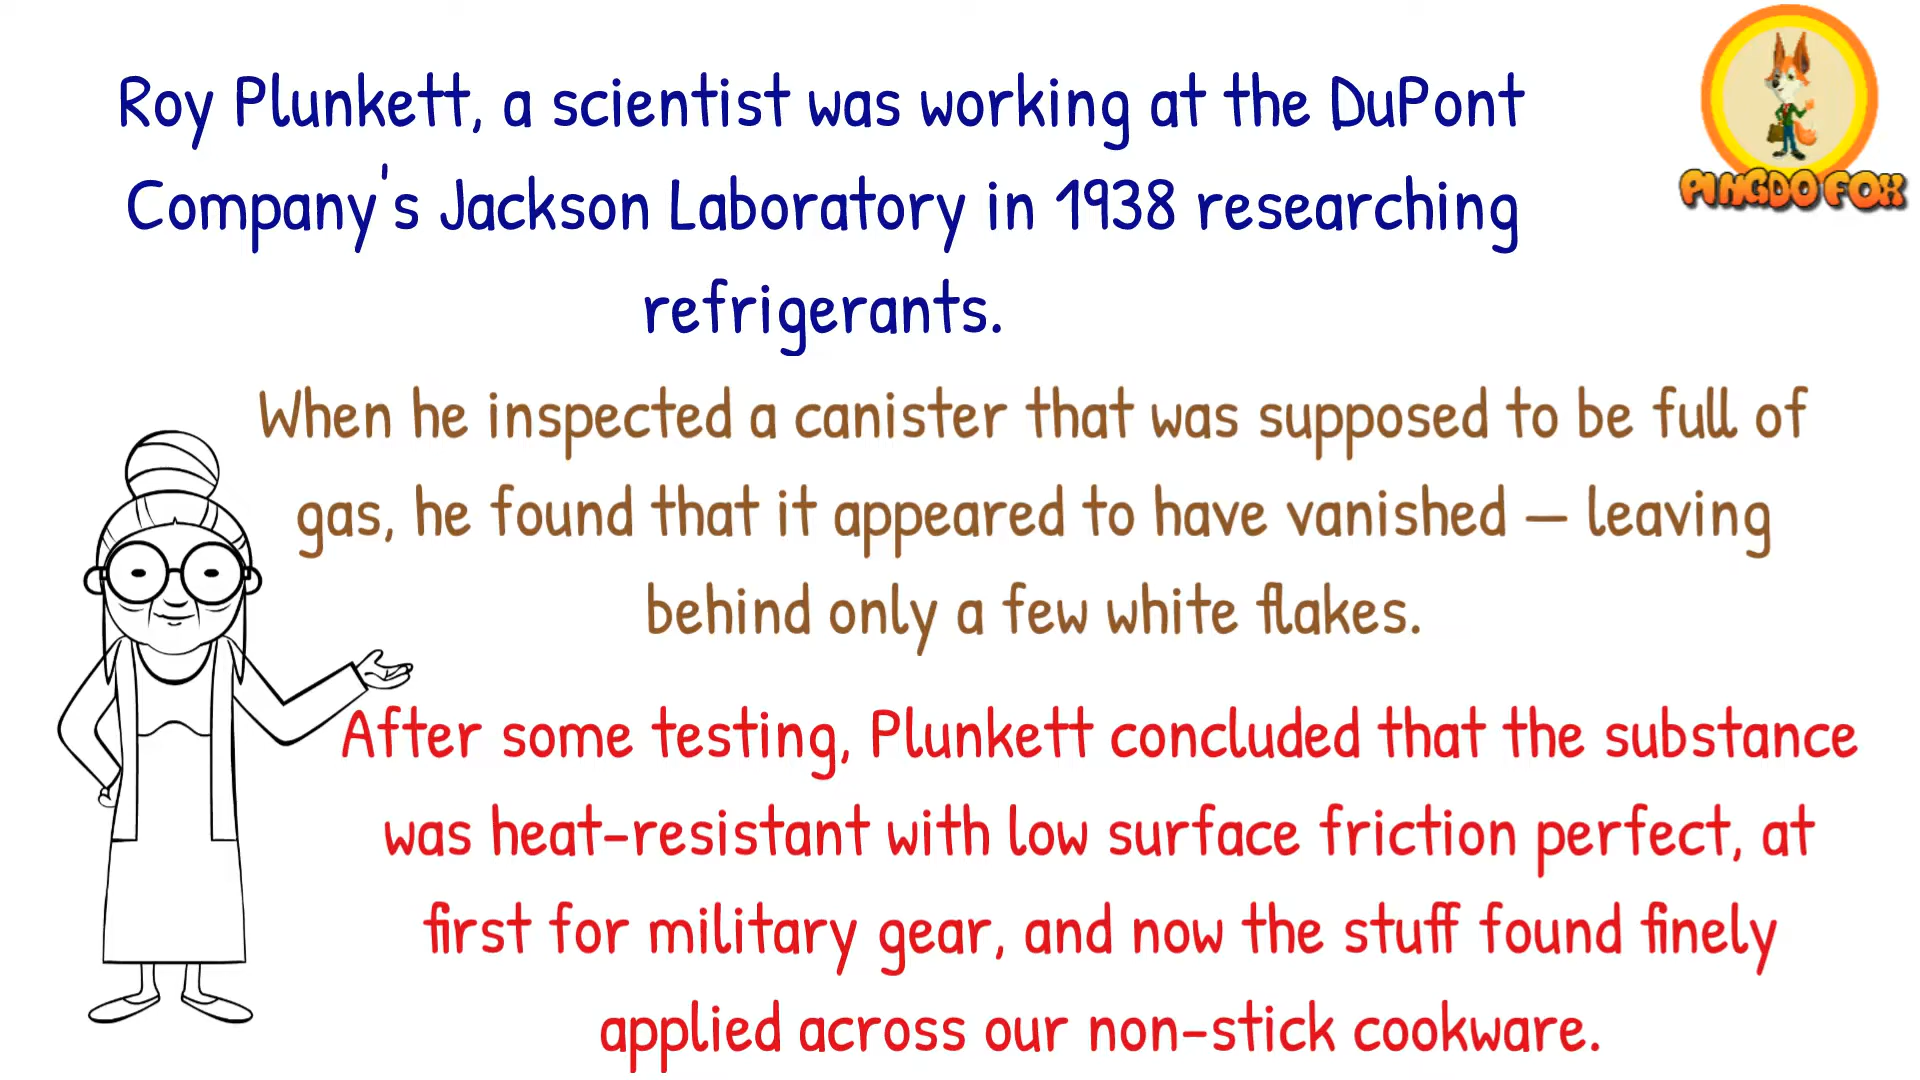 Roy Plunkett, a scientist was working at the DuPont
Company's Jackson Laboratory in 1938 researching
refrigerants.
PINGDO FOX
When he inspected a canister that was supposed to be full of
gas, he found that it appeared to have vanished — leaving
behind only a few white flakes.
After some testing, Plunkett concluded that the substance
was heat-resistant with low surface friction perfect, at
first for military gear, and now the stuff found finely
applied across our non-stick cookware.